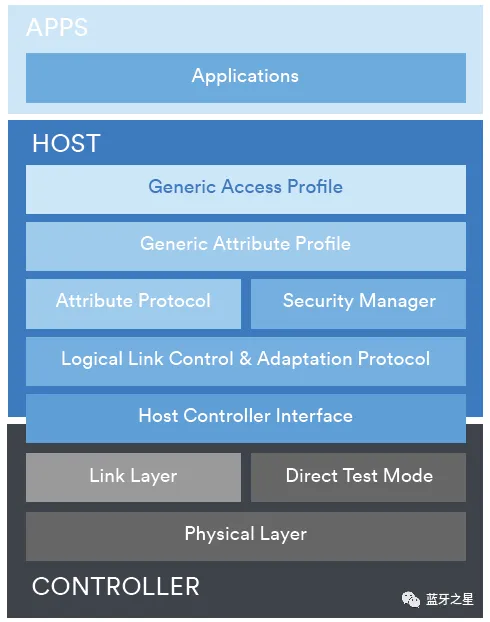 APPS
Applications
HOST
Generic Access Profile
Generic Attribute Profile
Attribute Protocol
Security Manager
Logical Link Control & Adaptation Protocol
Host Controller Interface
Link Layer
Direct Test Mode
Physical Layer
CONTROLLER
蓝牙之星